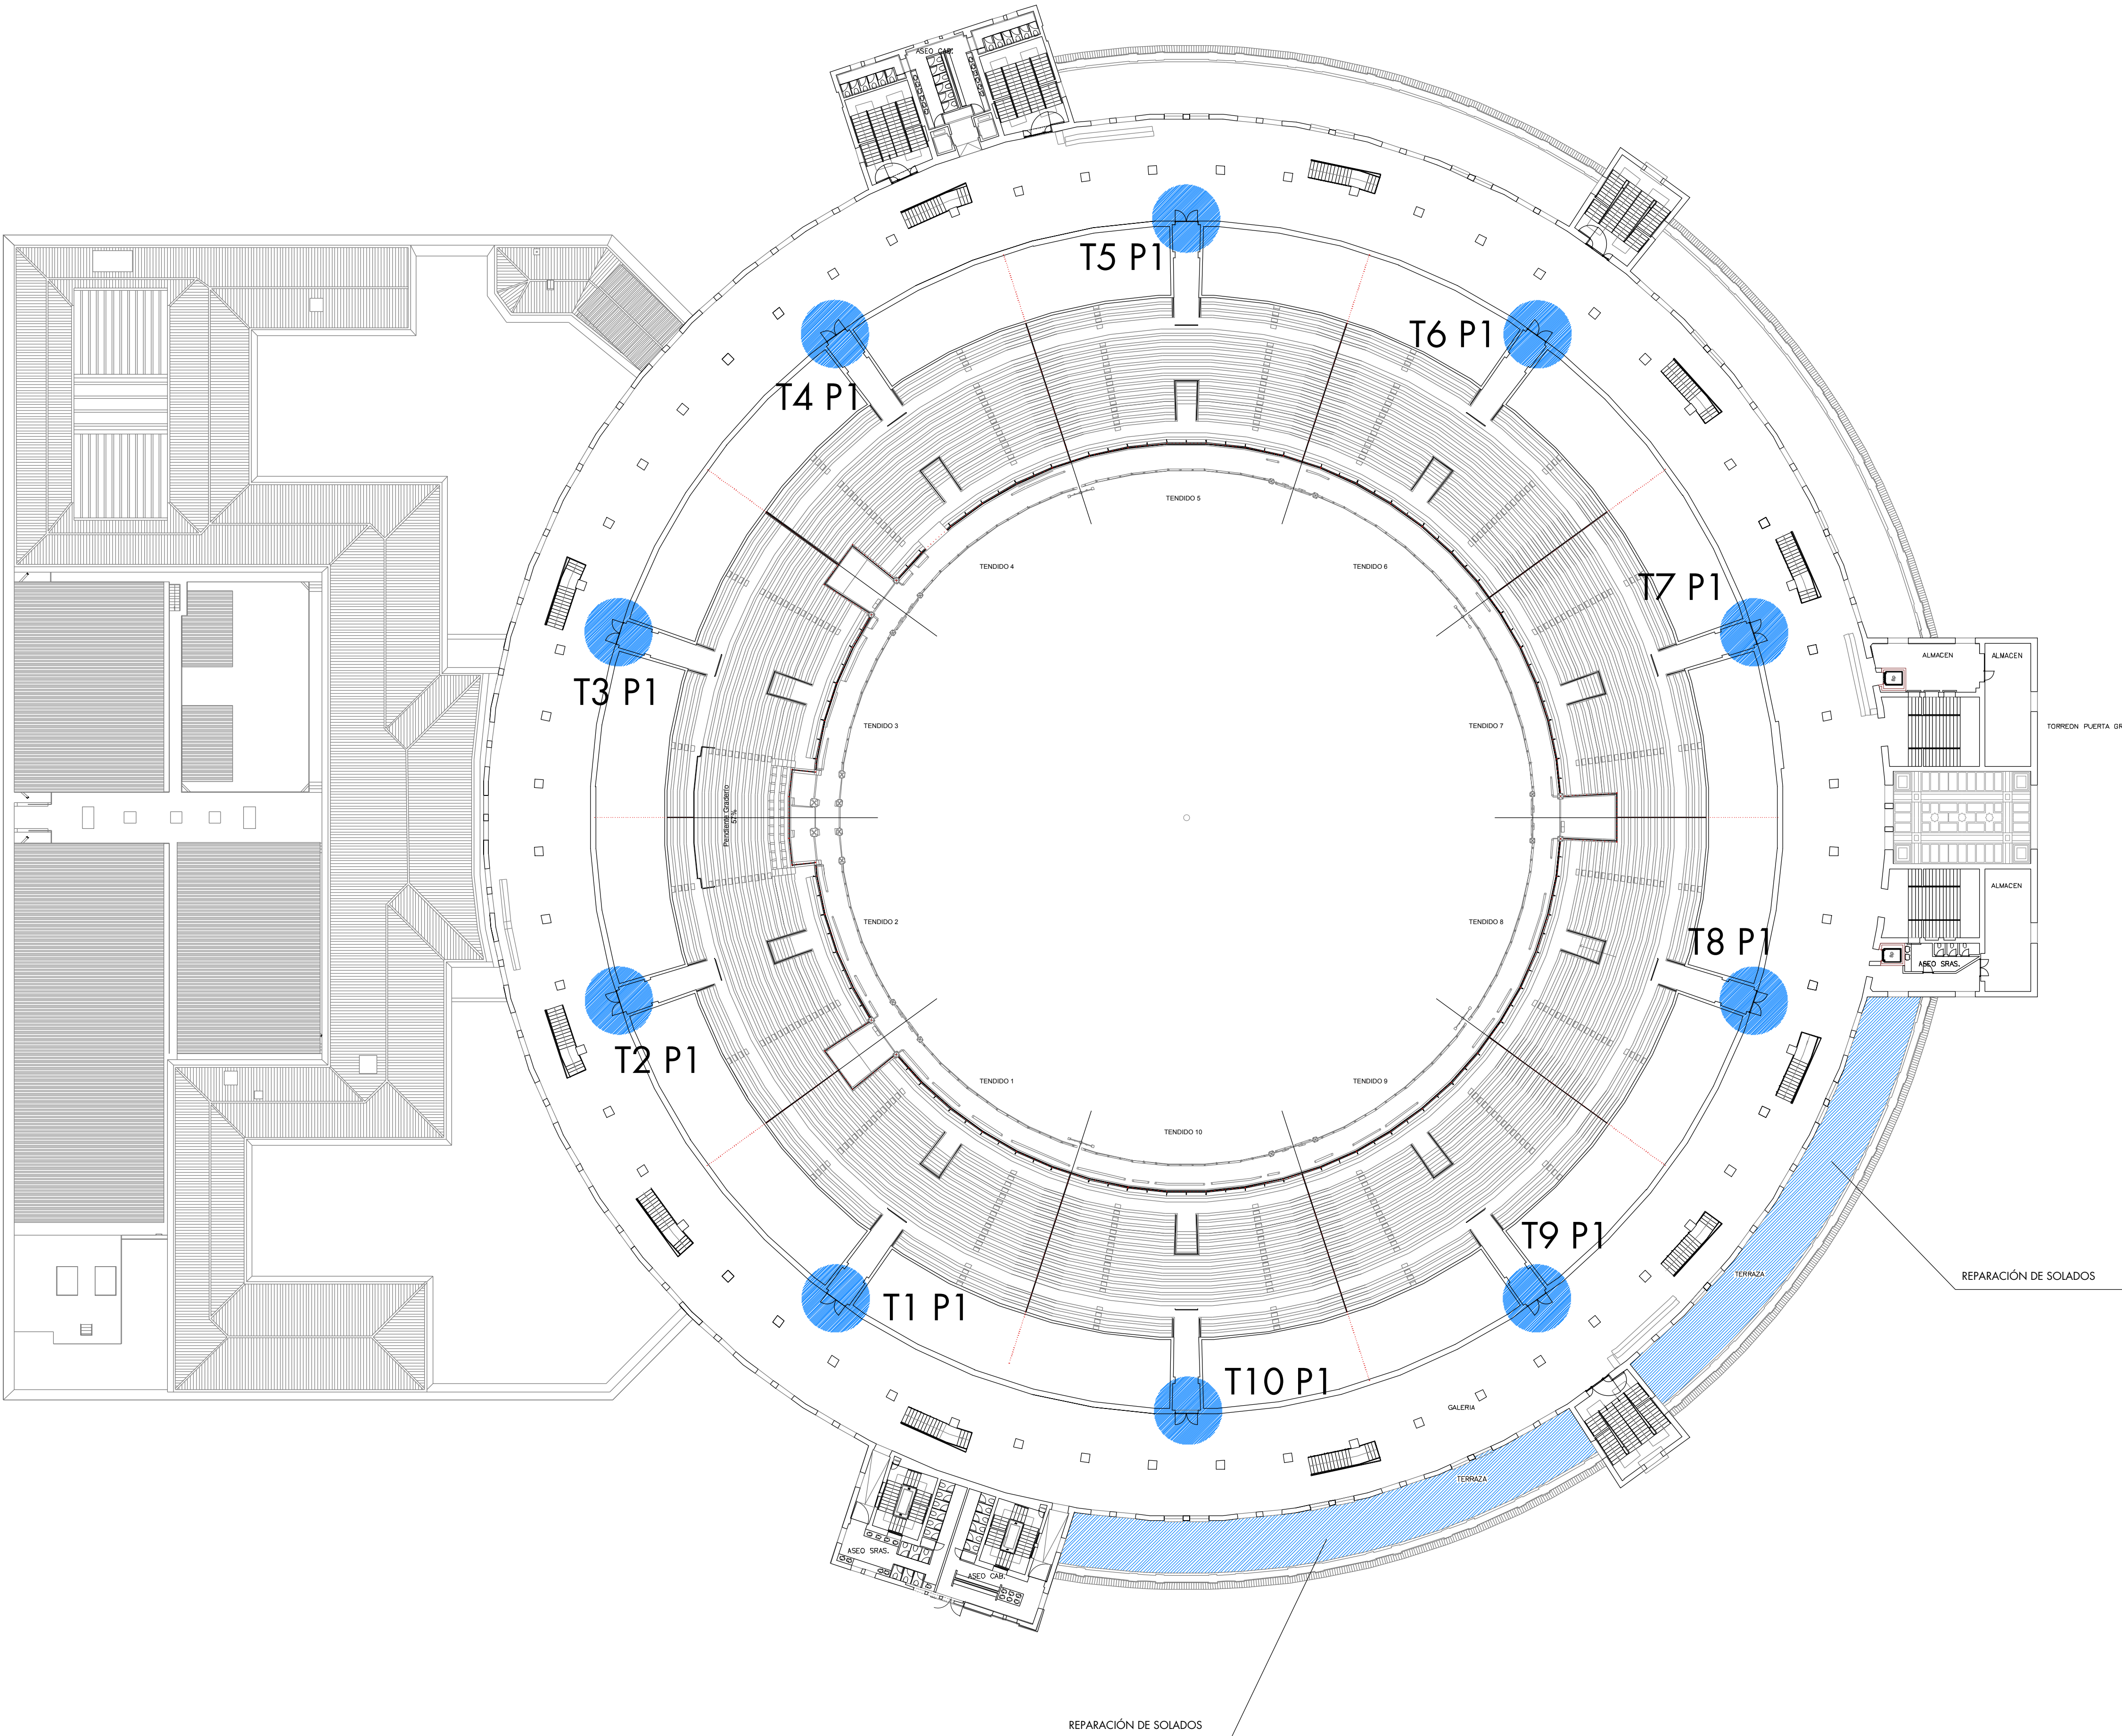 ASEO CAB.
T5 P1
T6 P1
T4 P1
TENDIDO 5
TENDIDO 4
TENDIDO 6
T7 P1
T3 P1
ALMACEN
ALMACEN
TENDIDO 3
TENDIDO 7
TORREON PUERTA GR
Pendiente Graderío
57%
ALMACEN
TENDIDO 2
TENDIDO 8
T8 P1
ASEO SRAS.
T2 P1
TENDIDO 1
TENDIDO 9
TENDIDO 10
T9 P1
TERRAZA
REPARACIÓN DE SOLADOS
T1 P1
T10 P1
GALERIA
TERRAZA
ASEO SRAS.
ASEO CAB.
REPARACIÓN DE SOLADOS